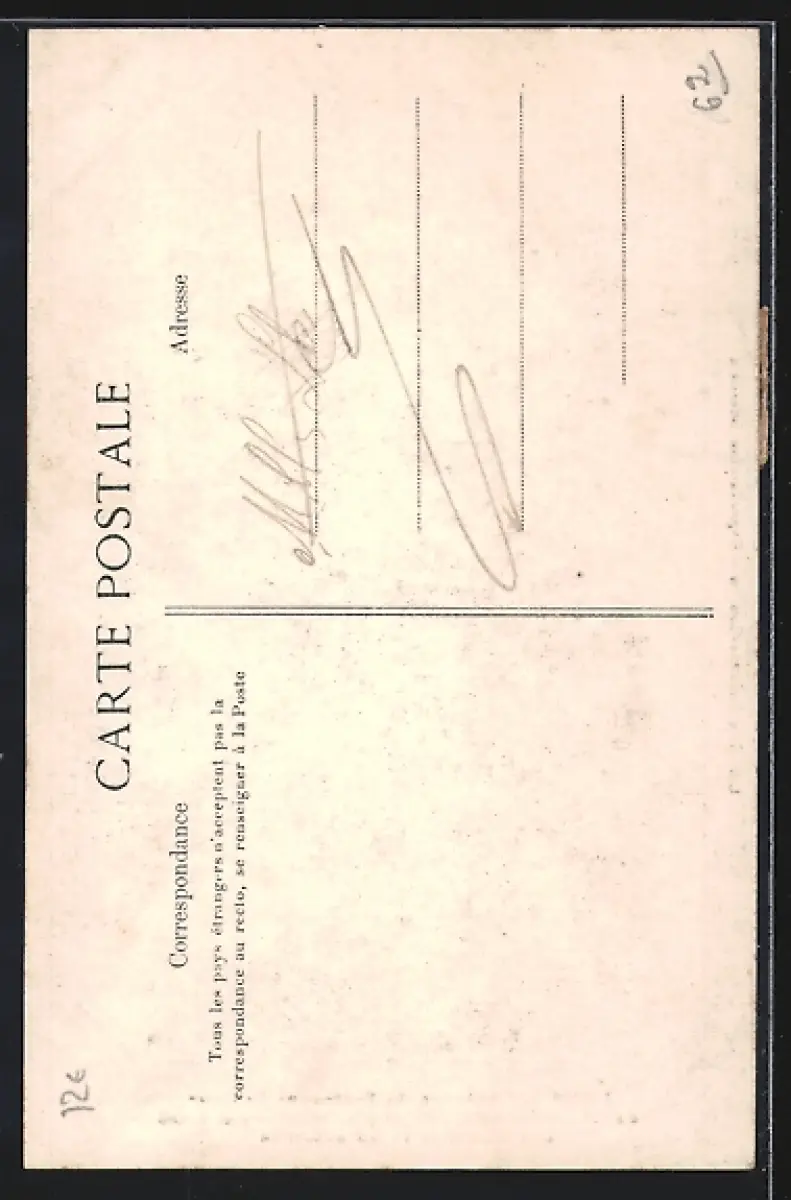 CARTE POSTALE
Correspondance
Tous les pays étrangers n'acceptent pas la
correspondance au recto, se renseigner à la Poste
Adresse
62
12€